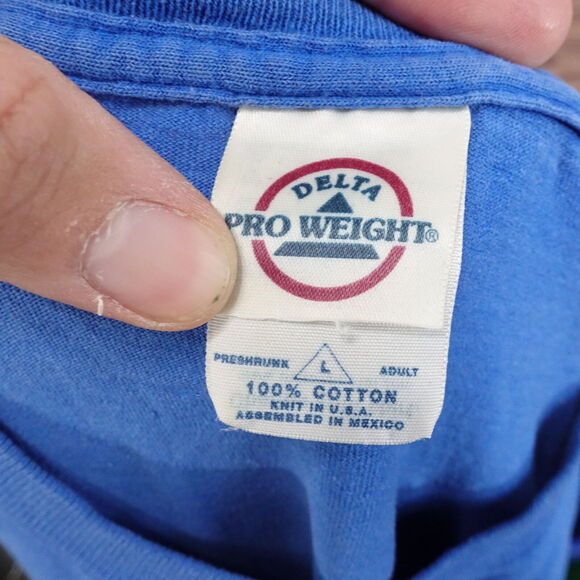 DELTA
PRO WEIGHT®
PRESHRUNK L ADULT
100% COTTON
KNIT IN U.S.A.
ASSEMBLED IN MEXICO